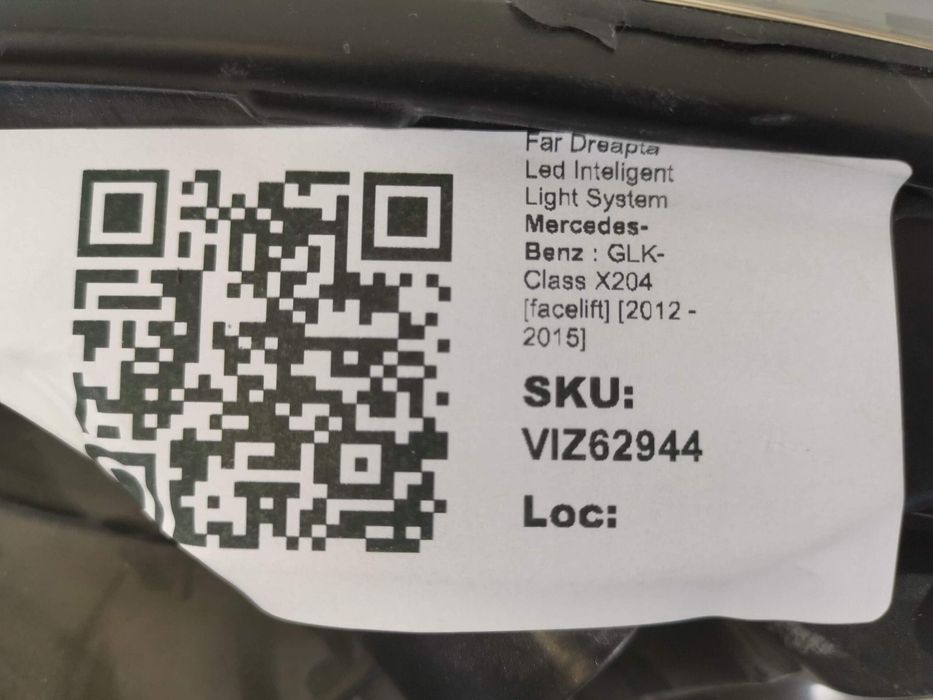 Far Dreapta
Led Inteligent
Light System
Mercedes-
Benz : GLK-
Class X204
[facelift] [2012 -
2015]
SKU:
VIZ62944
Loc: